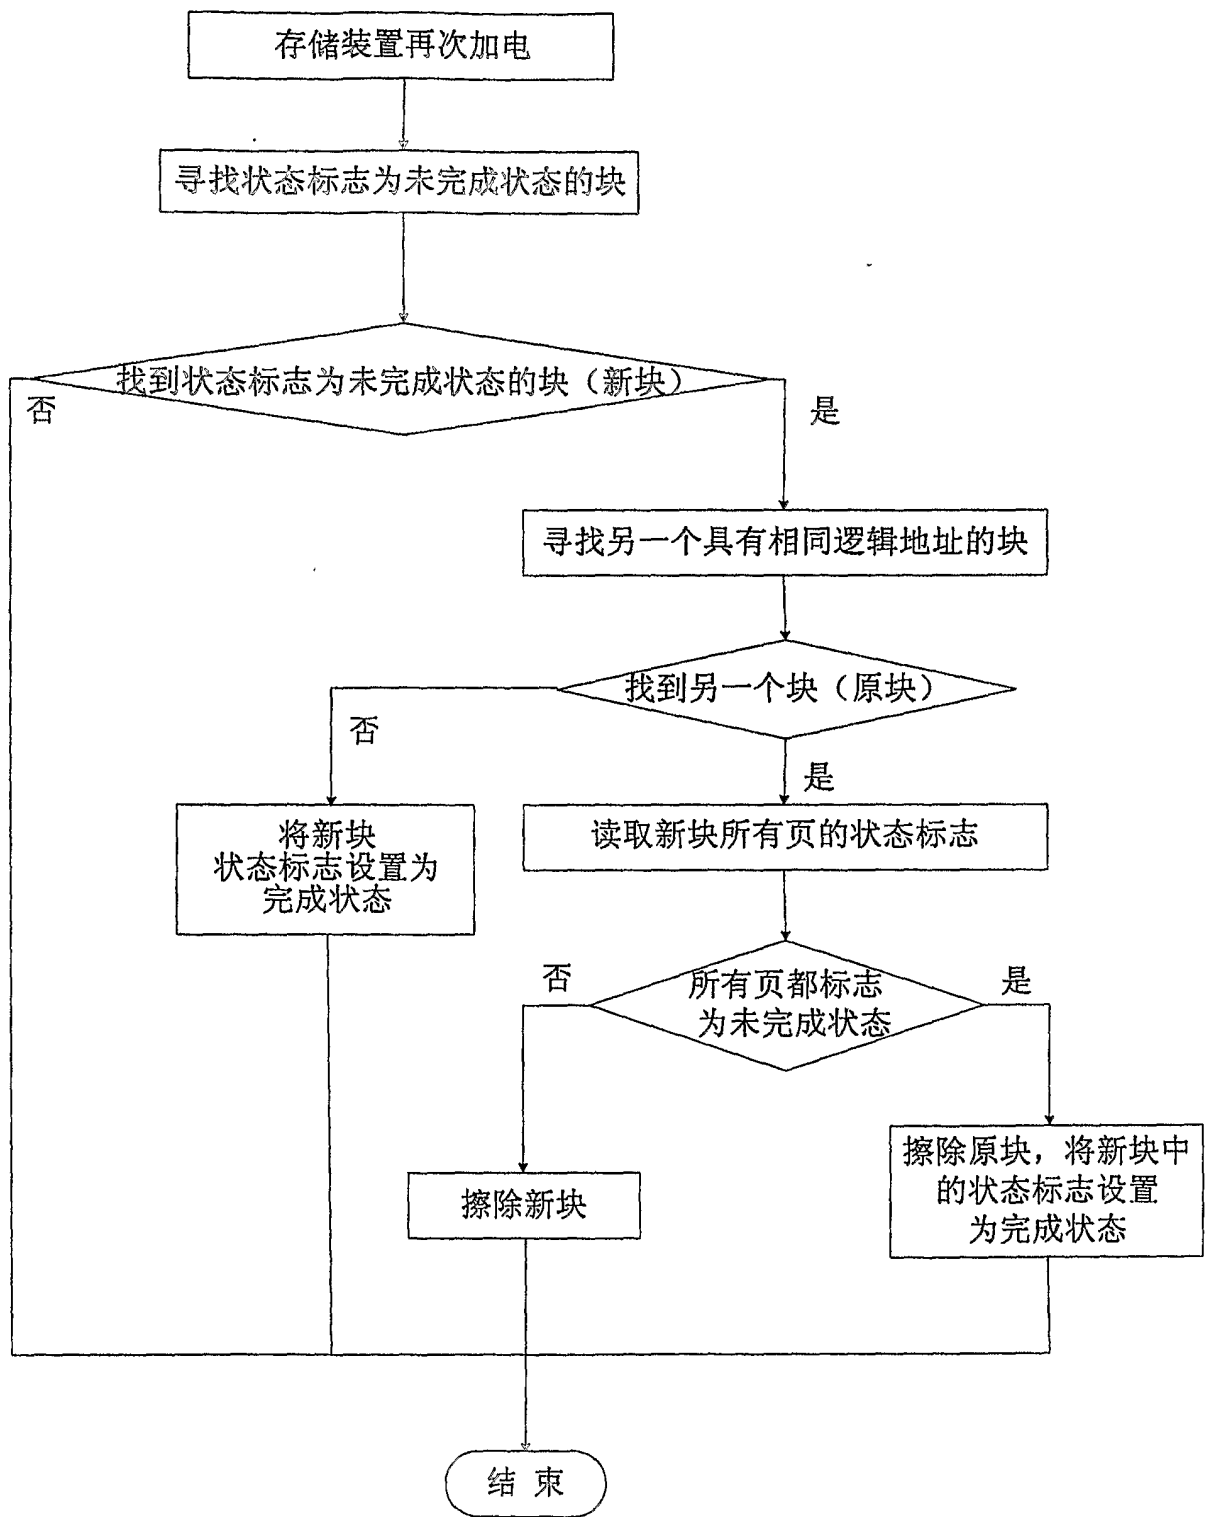 存储装置再次加电
寻找状态标志为未完成状态的块
找到状态标志为未完成状态的块（新块）
否
是
寻找另一个具有相同逻辑地址的块
找到另一个块（原块）
否
是
将新块
状态标志设置为
完成状态
读取新块所有页的状态标志
否
所有页都标志
为未完成状态
是
擦除新块
擦除原块，将新块中
的状态标志设置
为完成状态
结 束